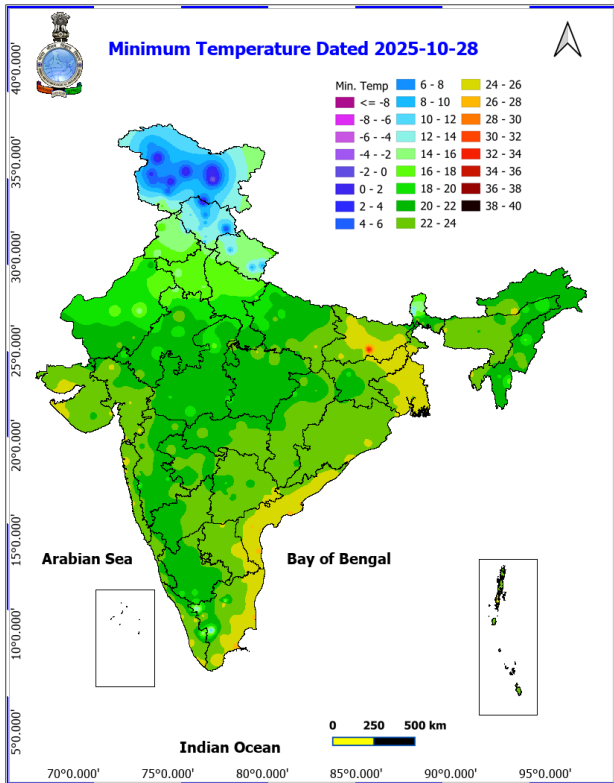 Minimum Temperature Dated 2025-10-28
Min. Temp
<= -8
-8 - -6
-6 - -4
-4 - -2
-2 - 0
0 - 2
2 - 4
4 - 6
6 - 8
8 - 10
10 - 12
12 - 14
14 - 16
16 - 18
18 - 20
20 - 22
22 - 24
24 - 26
26 - 28
28 - 30
30 - 32
32 - 34
34 - 36
36 - 38
38 - 40
40°0.000'
35°0.000'
30°0.000'
25°0.000'
20°0.000'
15°0.000'
10°0.000'
5°0.000'
Arabian Sea
Bay of Bengal
0 250 500 km
Indian Ocean
70°0.000' 75°0.000' 80°0.000' 85°0.000' 90°0.000' 95°0.000'